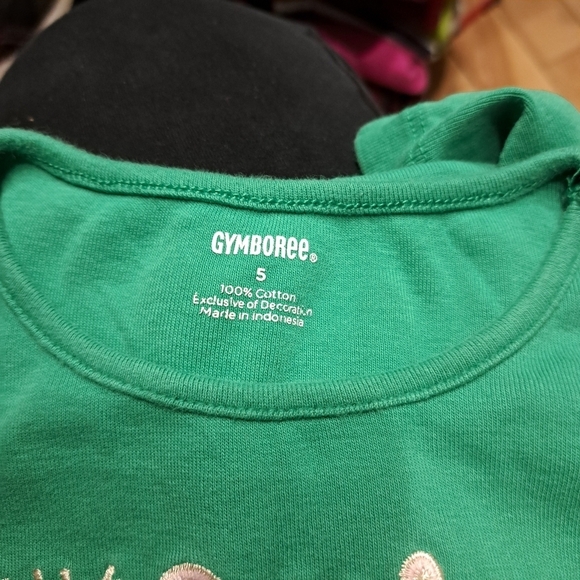 GYMBOREE®
5
100% Cotton
Exclusive of Decoration
Made in Indonesia